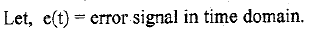 Let, e(t) = error signal in time domain.